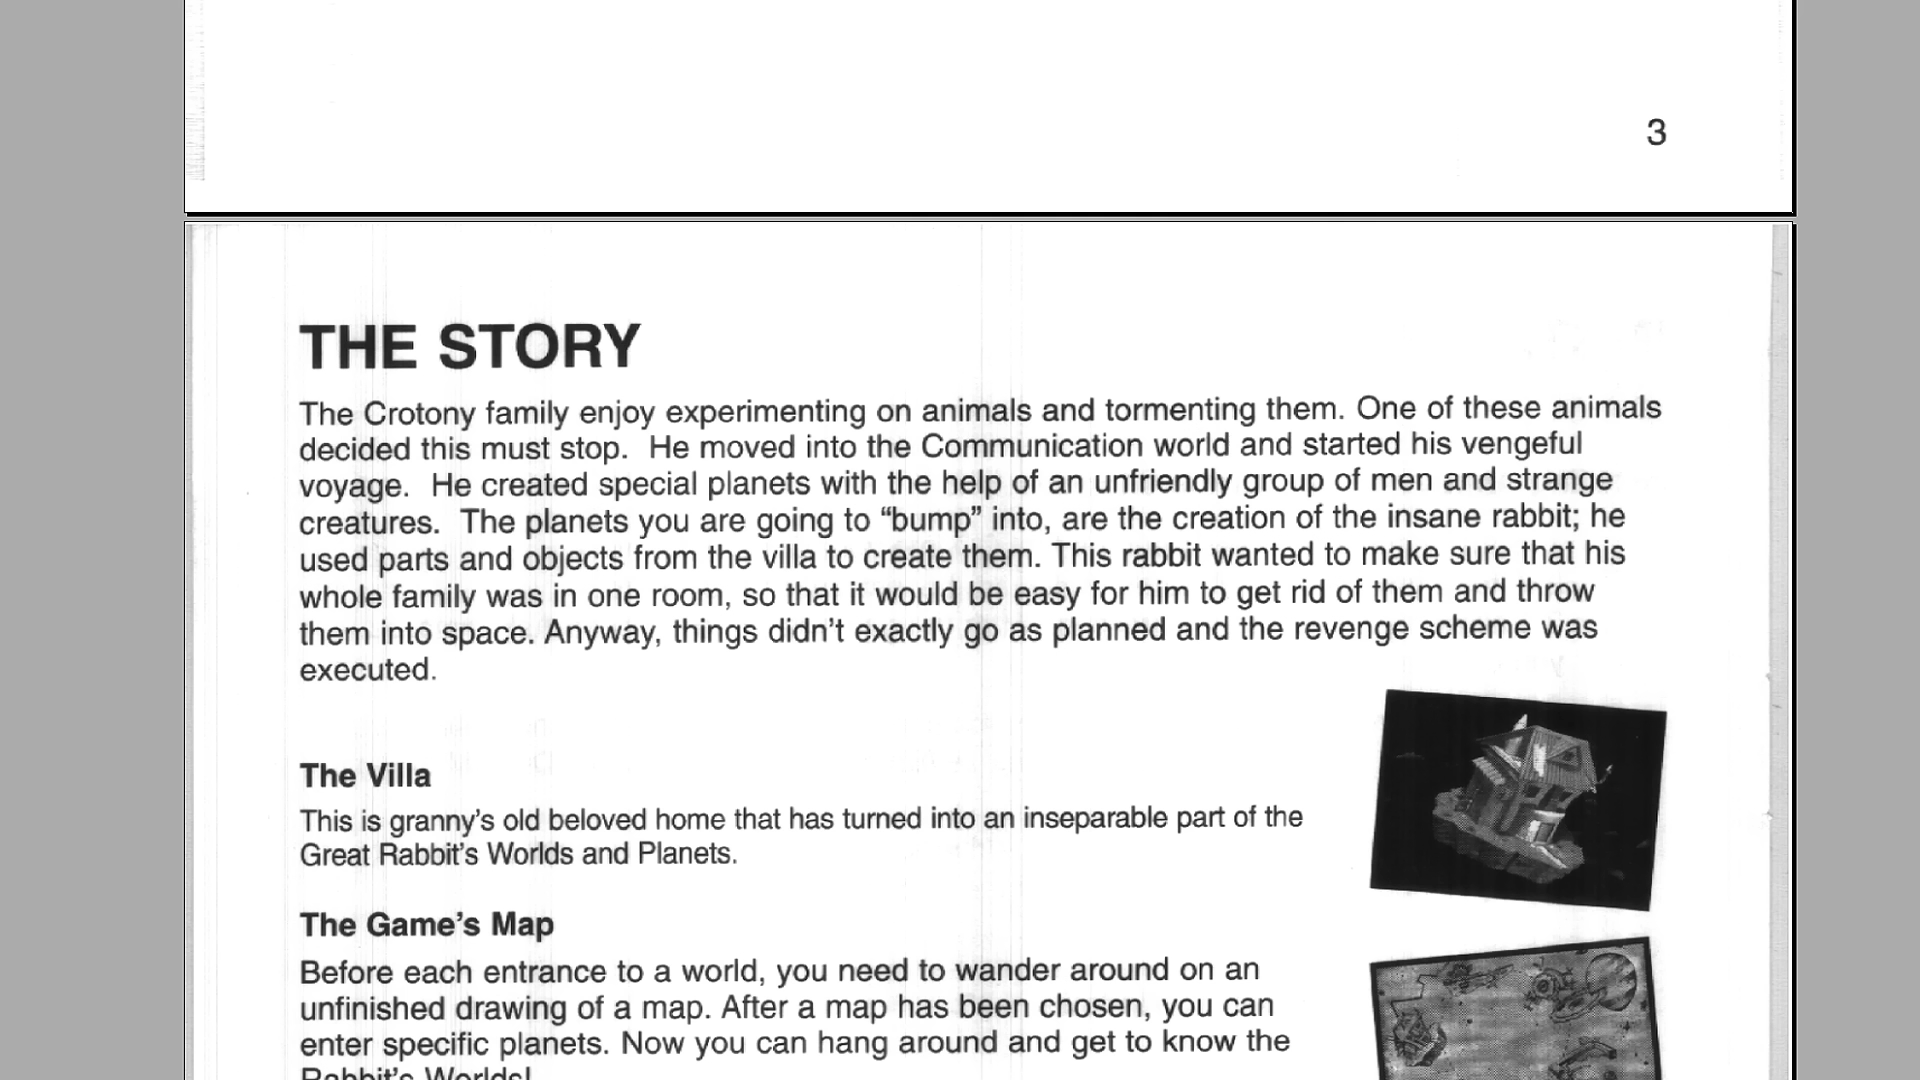 3
THE STORY
The Crotony family enjoy experimenting on animals and tormenting them. One of these animals
decided this must stop.  He moved into the Communication world and started his vengeful
voyage.  He created special planets with the help of an unfriendly group of men and strange
creatures.  The planets you are going to “bump” into, are the creation of the insane rabbit; he
used parts and objects from the villa to create them. This rabbit wanted to make sure that his
whole family was in one room, so that it would be easy for him to get rid of them and throw
them into space. Anyway, things didn’t exactly go as planned and the revenge scheme was
executed.
The Villa
This is granny’s old beloved home that has turned into an inseparable part of the
Great Rabbit’s Worlds and Planets.
The Game’s Map
Before each entrance to a world, you need to wander around on an
unfinished drawing of a map. After a map has been chosen, you can
enter specific planets. Now you can hang around and get to know the
Rabbit’s Worlds!